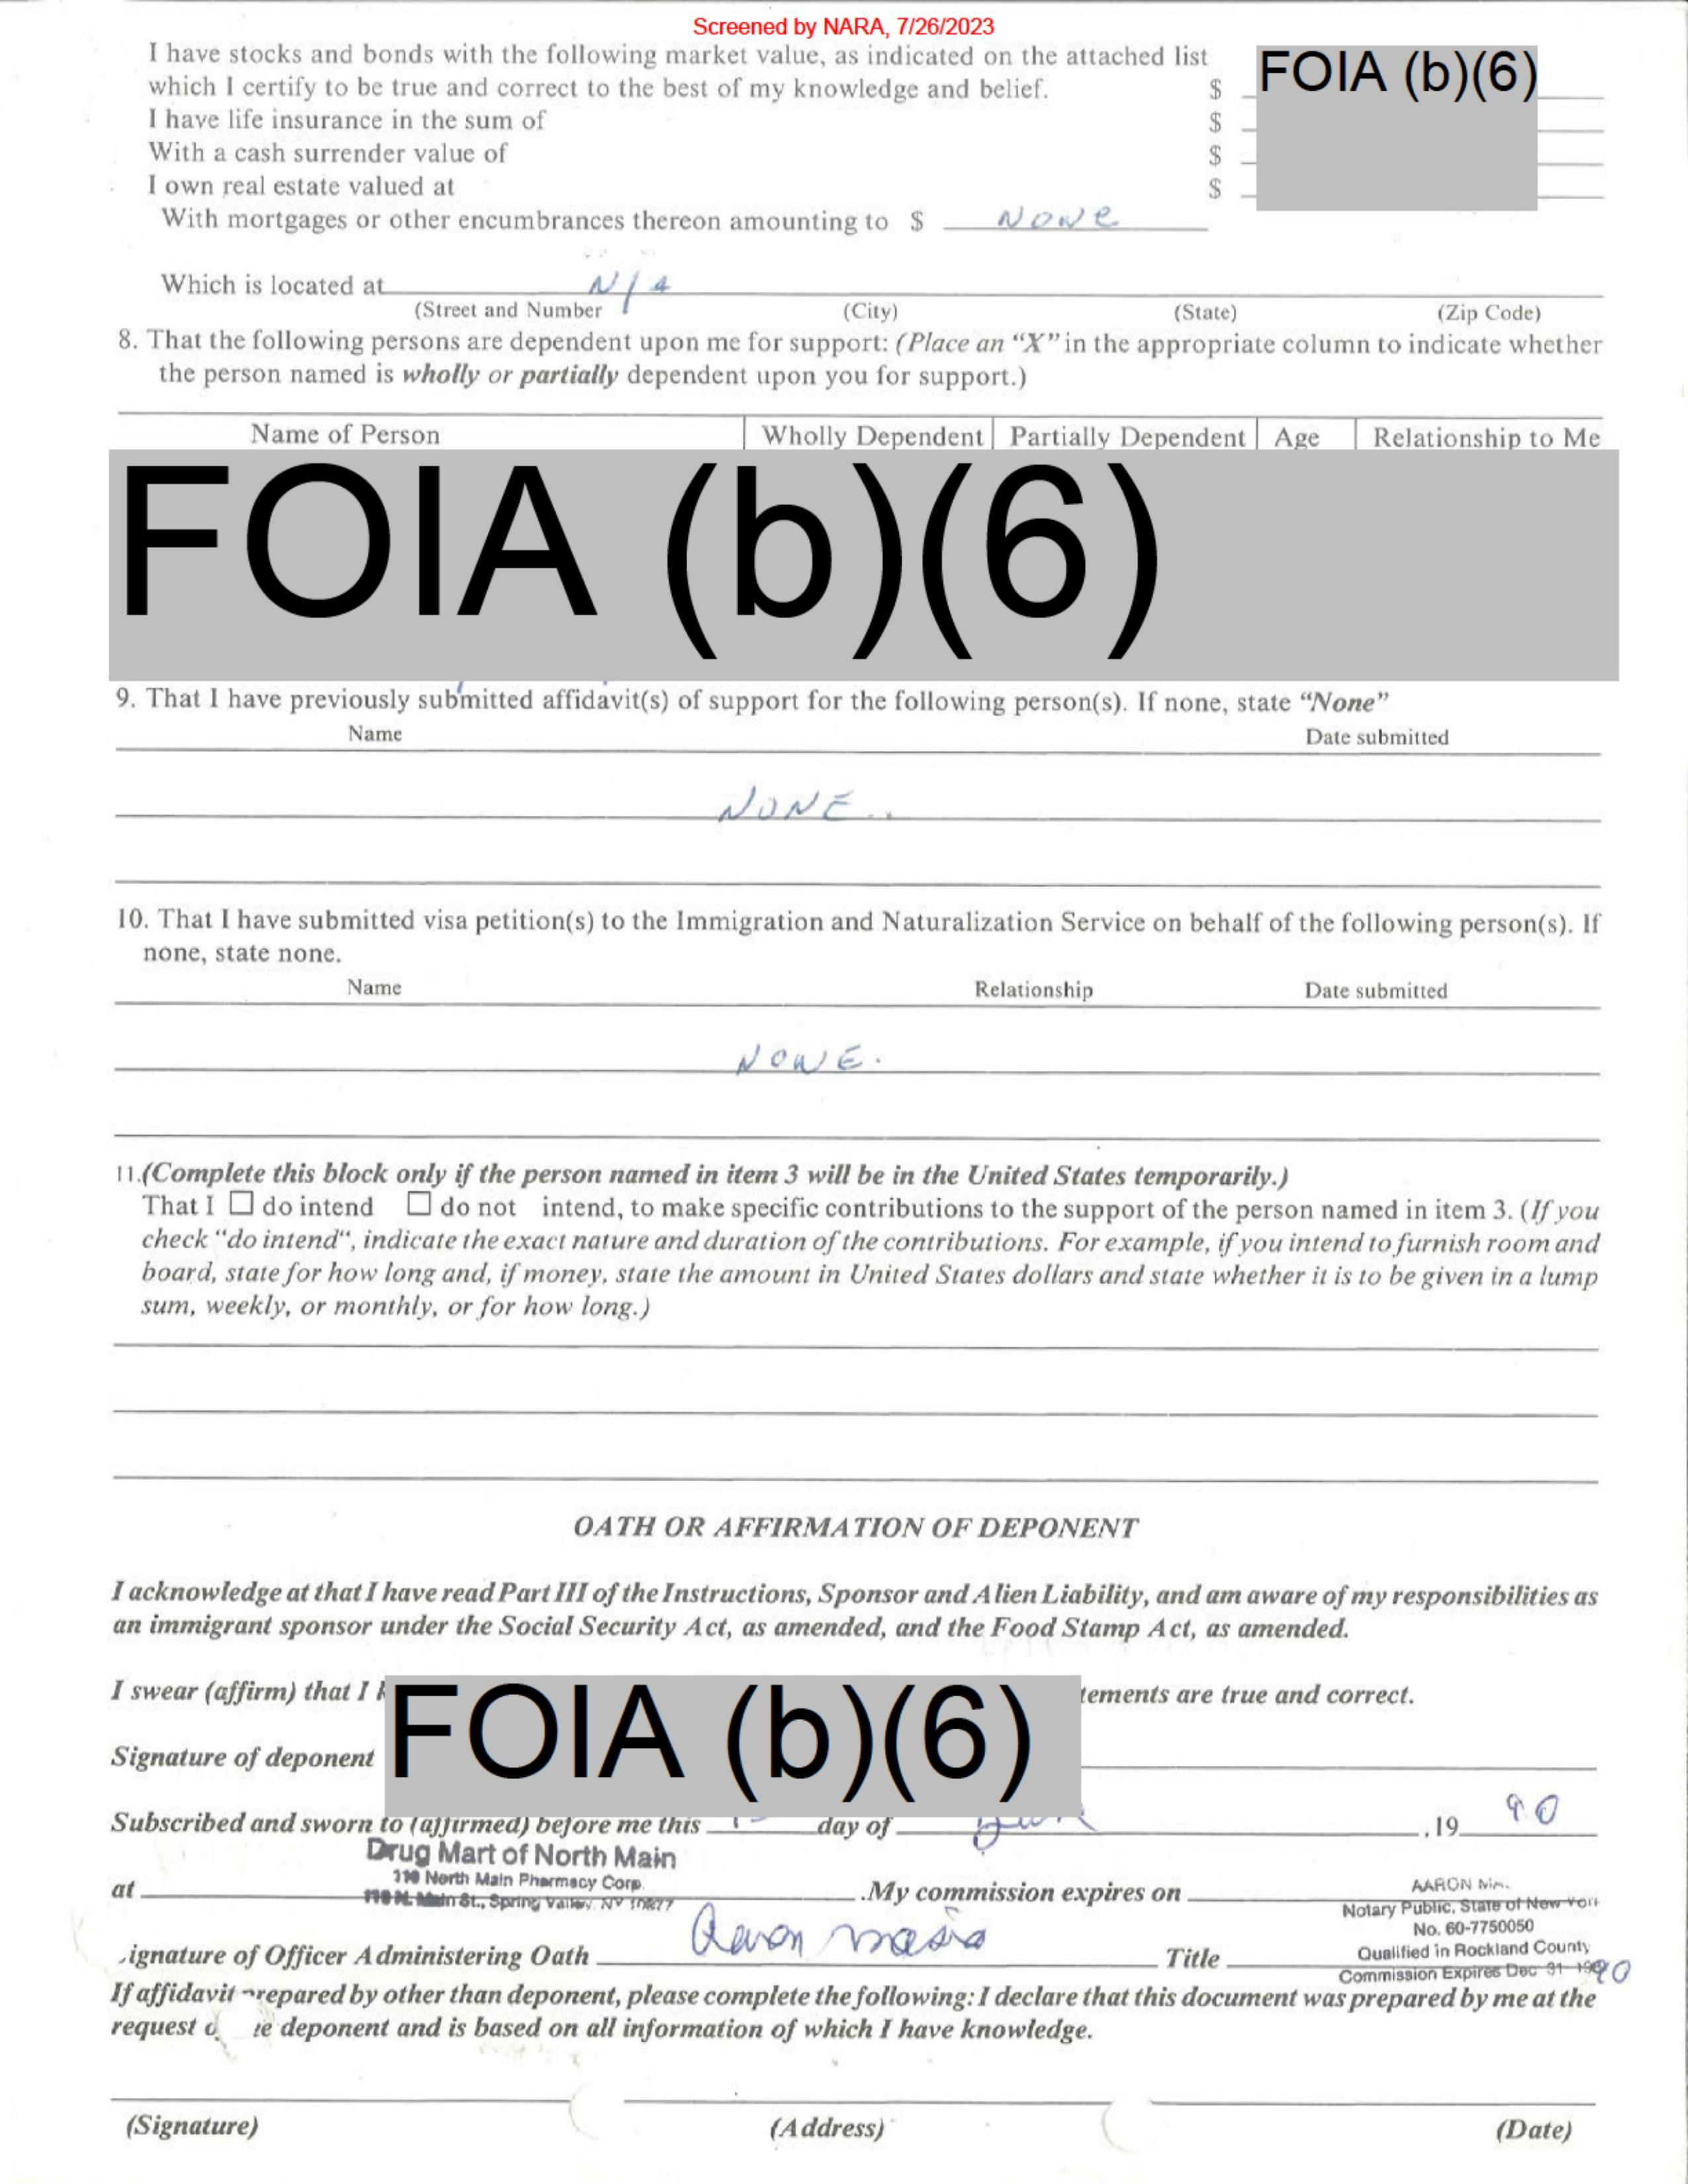 Screened by NARA, 7/26/2023
I have stocks and bonds with the following market value, as indicated on the attached list
which I certify to be true and correct to the best of my knowledge and belief. $ FOIA (b)(6)
I have life insurance in the sum of $
With a cash surrender value of $
I own real estate valued at $
With mortgages or other encumbrances thereon amounting to $ NONE
Which is located at N/A
(Street and Number (City) (State) (Zip Code)
8. That the following persons are dependent upon me for support: (Place an “X” in the appropriate column to indicate whether
the person named is wholly or partially dependent upon you for support.)
Name of Person Wholly Dependent Partially Dependent Age Relationship to Me
FOIA (b)(6)
9. That I have previously submitted affidavit(s) of support for the following person(s). If none, state “None”
Name Date submitted
NONE..
10. That I have submitted visa petition(s) to the Immigration and Naturalization Service on behalf of the following person(s). If
none, state none.
Name Relationship Date submitted
NONE.
11.(Complete this block only if the person named in item 3 will be in the United States temporarily.)
That I ☐ do intend ☐ do not intend, to make specific contributions to the support of the person named in item 3. (If you
check “do intend“, indicate the exact nature and duration of the contributions. For example, if you intend to furnish room and
board, state for how long and, if money, state the amount in United States dollars and state whether it is to be given in a lump
sum, weekly, or monthly, or for how long.)
OATH OR AFFIRMATION OF DEPONENT
I acknowledge at that I have read Part III of the Instructions, Sponsor and Alien Liability, and am aware of my responsibilities as
an immigrant sponsor under the Social Security Act, as amended, and the Food Stamp Act, as amended.
I swear (affirm) that I FOIA (b)(6) tements are true and correct.
Signature of deponent
Subscribed and sworn to (affirmed) before me this day of , 19 90
Drug Mart of North Main
110 North Main Pharmacy Corp.
at 110 N. Main St., Spring Valley, NY 10977 .My commission expires on AARON
Notary Public, State of New York
No. 60-7750050
Qualified in Rockland County
ignature of Officer Administering Oath Aaron Title
Commission Expires Dec 31 1990
If affidavit prepared by other than deponent, please complete the following: I declare that this document was prepared by me at the
request deponent and is based on all information of which I have knowledge.
(Signature) (Address) (Date)